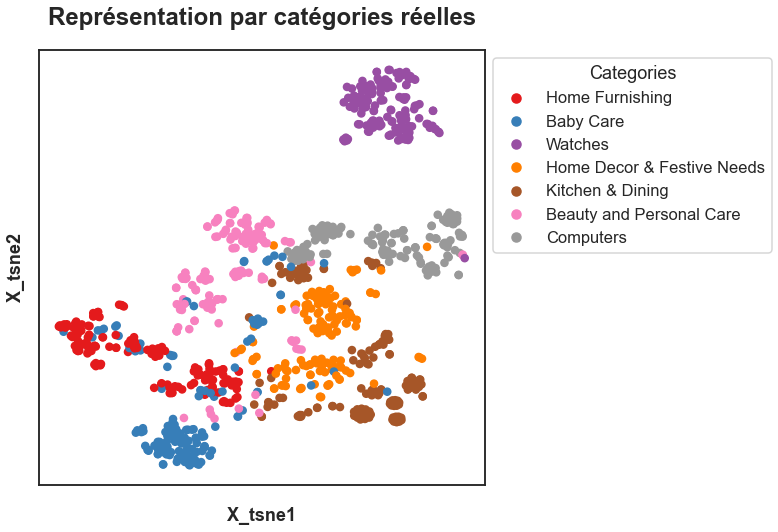 Représentation par catégories réelles
Categories
Home Furnishing
Baby Care
Watches
Home Decor & Festive Needs
Kitchen & Dining
Beauty and Personal Care
Computers
X_tsne2
X_tsne1